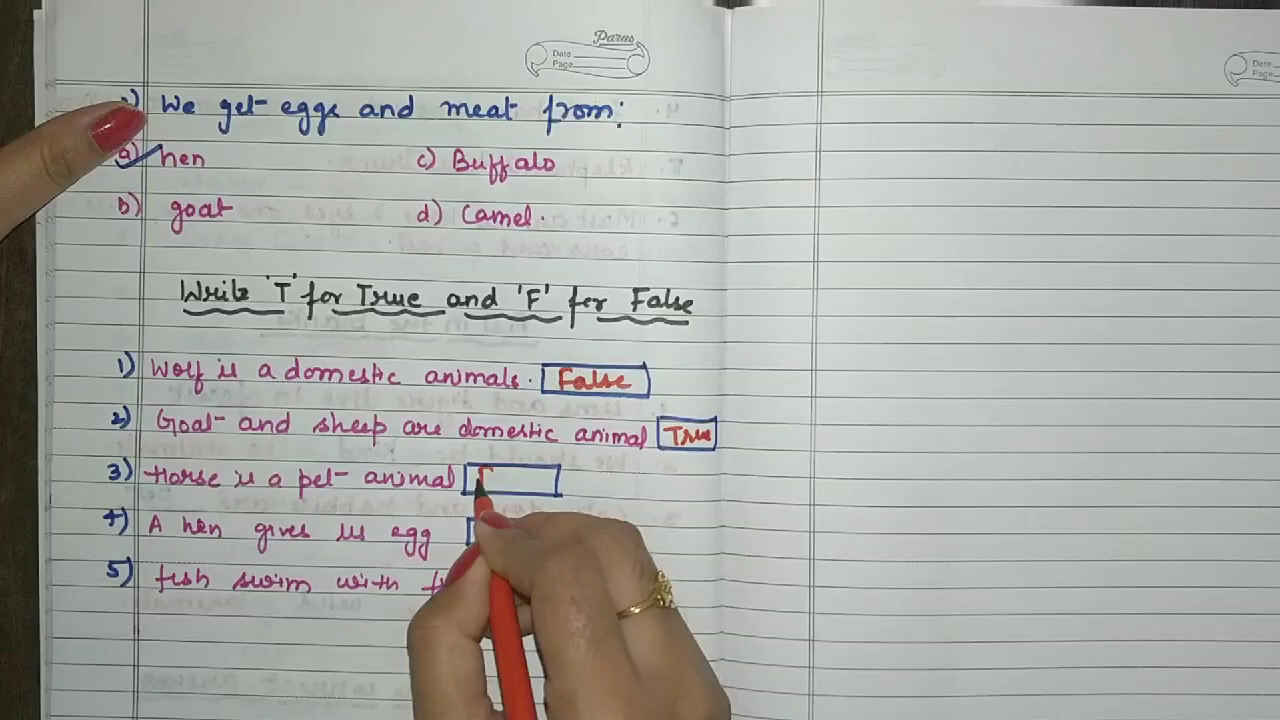 Paras
Date
Page
Date
Page
We get eggs and meat from:
a) hen c) Buffalo
b) goat d) Camel.
Write 'T' for True and 'F' for False
1) Wolf is a domestic animals. False
2) Goat and sheep are domestic animal True
3) Horse is a pet animal
4) A hen gives us egg
5) fish swim with